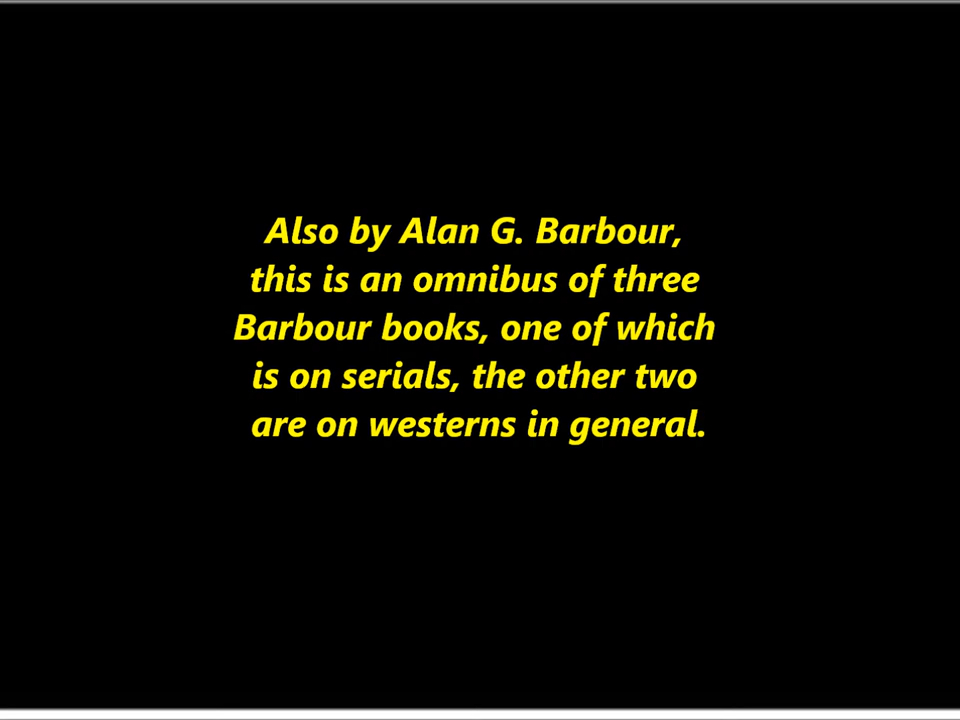 Also by Alan G. Barbour,
this is an omnibus of three
Barbour books, one of which
is on serials, the other two
are on westerns in general.